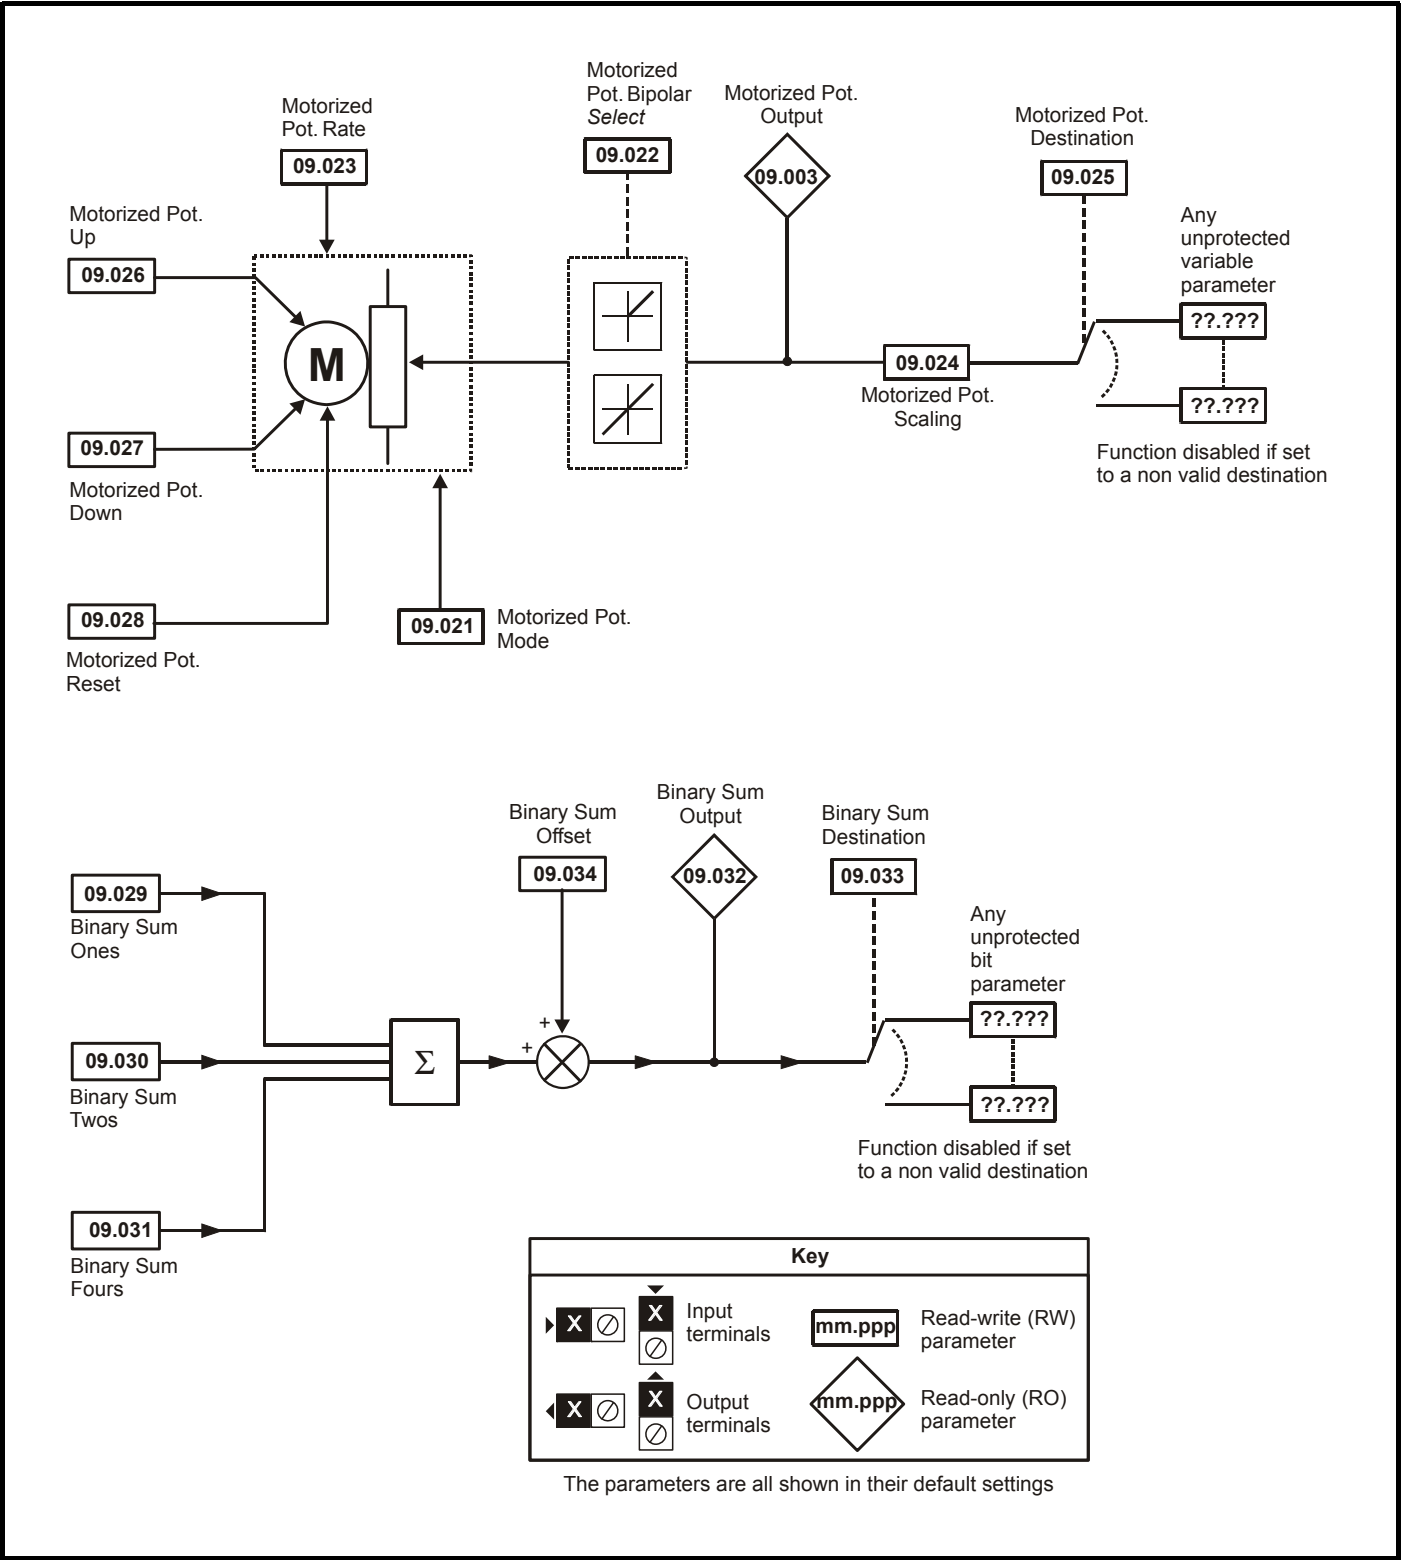 Motorized
Pot. Rate
09.023
Motorized
Pot. Bipolar
Select
09.022
Motorized Pot.
Output
09.003
Motorized Pot.
Destination
09.025
Motorized Pot.
Up
09.026
M
09.027
Motorized Pot.
Down
09.028
Motorized Pot.
Reset
09.021
Motorized Pot.
Mode
09.024
Motorized Pot.
Scaling
Any
unprotected
variable
parameter
??.???
??.???
Function disabled if set
to a non valid destination
Binary Sum
Offset
09.034
Binary Sum
Output
09.032
Binary Sum
Destination
09.033
09.029
Binary Sum
Ones
09.030
Binary Sum
Twos
09.031
Binary Sum
Fours
Σ
+
+
Any
unprotected
bit
parameter
??.???
??.???
Function disabled if set
to a non valid destination
Key
X
X
Input
terminals
mm.ppp
Read-write (RW)
parameter
X
X
Output
terminals
mm.ppp
Read-only (RO)
parameter
The parameters are all shown in their default settings